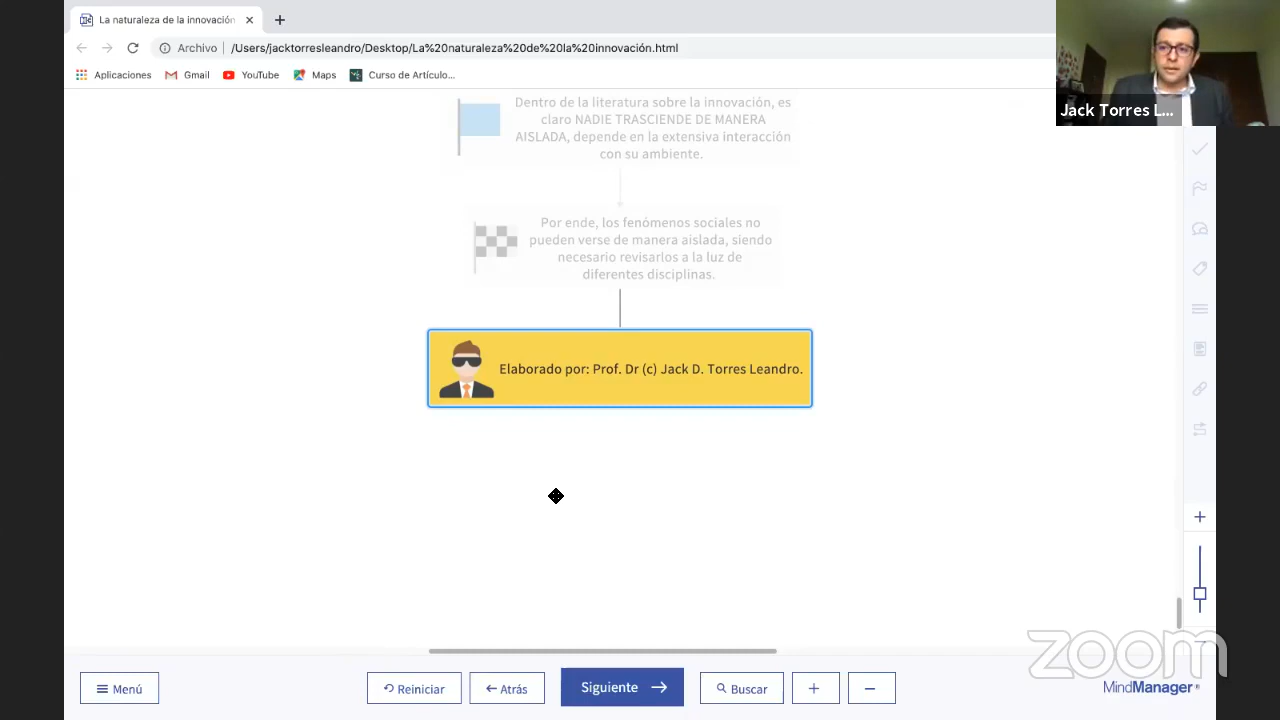 La naturaleza de la innovación
Archivo
/Users/jacktorresleandro/Desktop/La%20naturaleza%20de%20la%20innovación.html
Aplicaciones
Gmail
YouTube
Maps
Curso de Artículo...
Jack Torres L...
Dentro de la literatura sobre la innovación, es
claro NADIE TRASCIENDE DE MANERA
AISLADA, depende en la extensiva interacción
con su ambiente.
Por ende, los fenómenos sociales no
pueden verse de manera aislada, siendo
necesario revisarlos a la luz de
diferentes disciplinas.
Elaborado por: Prof. Dr (c) Jack D. Torres Leandro.
zoom
MindManager
Menú
Reiniciar
Atrás
Siguiente
Buscar